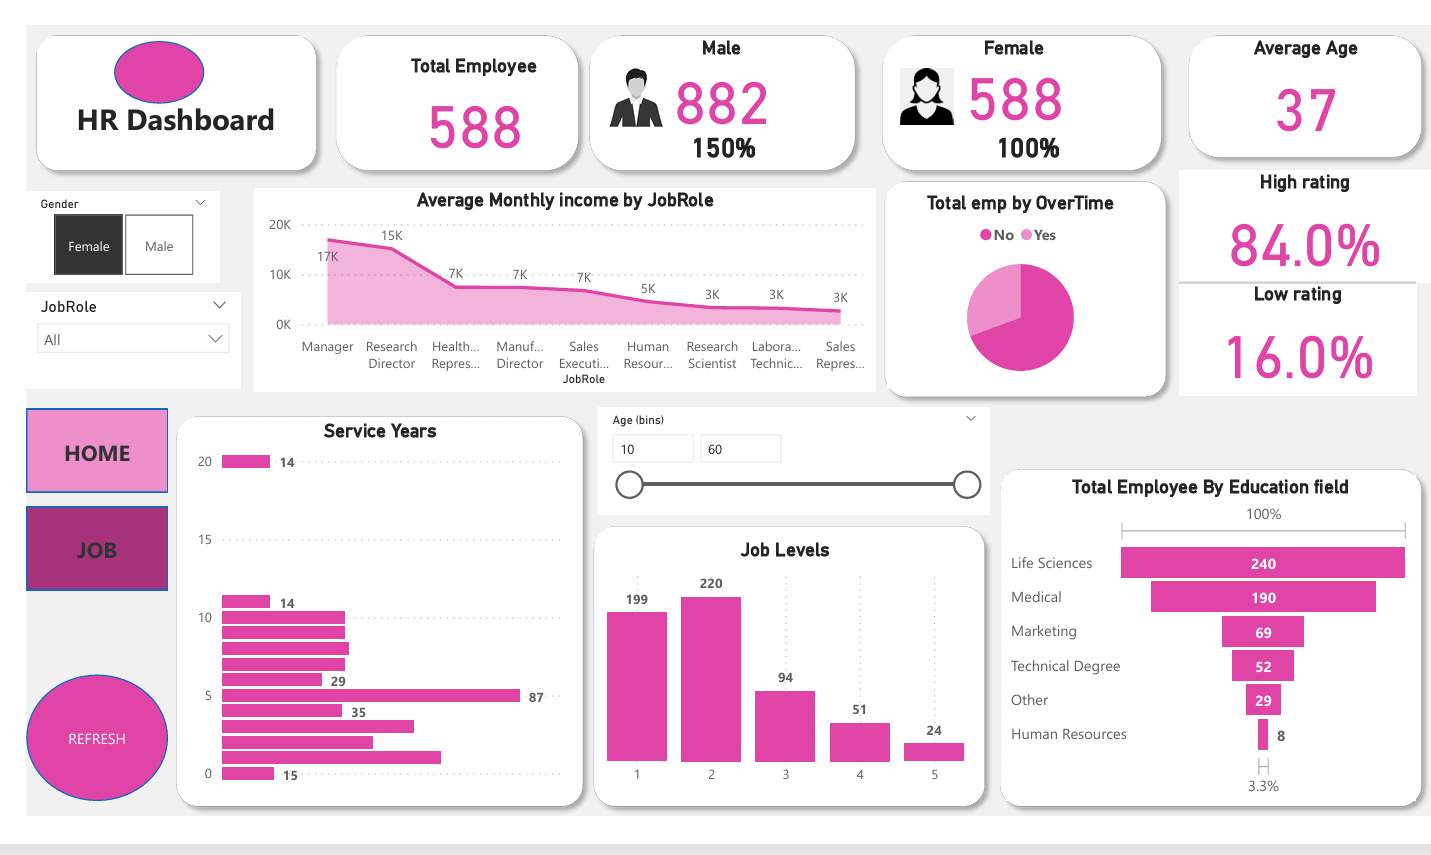 HR Dashboard
Total Employee
588
Male
882
150%
Female
588
100%
Average Age
37
Gender
Female
Male
JobRole
All
Average Monthly income by JobRole
20K
10K
0K
17K
15K
7K
7K
7K
5K
3K
3K
3K
Manager
Research
Director
Health...
Repres...
Manuf...
Director
Sales
Executi...
Human
Resour...
Research
Scientist
Labora...
Technic...
Sales
Repres...
JobRole
Total emp by OverTime
No
Yes
High rating
84.0%
Low rating
16.0%
HOME
JOB
REFRESH
Service Years
20
15
10
5
0
14
14
29
87
35
15
Age (bins)
10
60
Job Levels
199
220
94
51
24
1
2
3
4
5
Total Employee By Education field
100%
Life Sciences
240
Medical
190
Marketing
69
Technical Degree
52
Other
29
Human Resources
8
3.3%